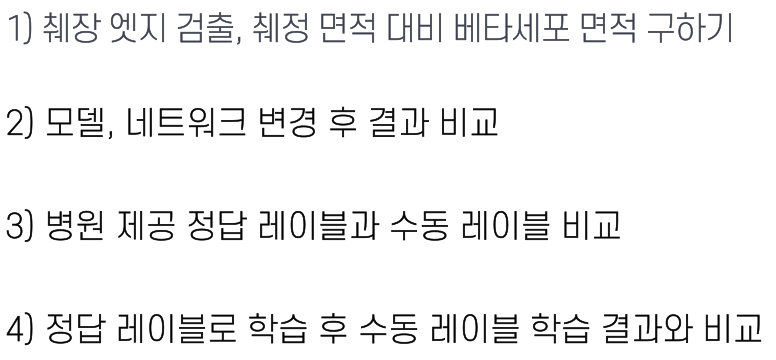 1) 췌장 엣지 검출, 췌정 면적 대비 베타세포 면적 구하기
2) 모델, 네트워크 변경 후 결과 비교
3) 병원 제공 정답 레이블과 수동 레이블 비교
4) 정답 레이블로 학습 후 수동 레이블 학습 결과와 비교